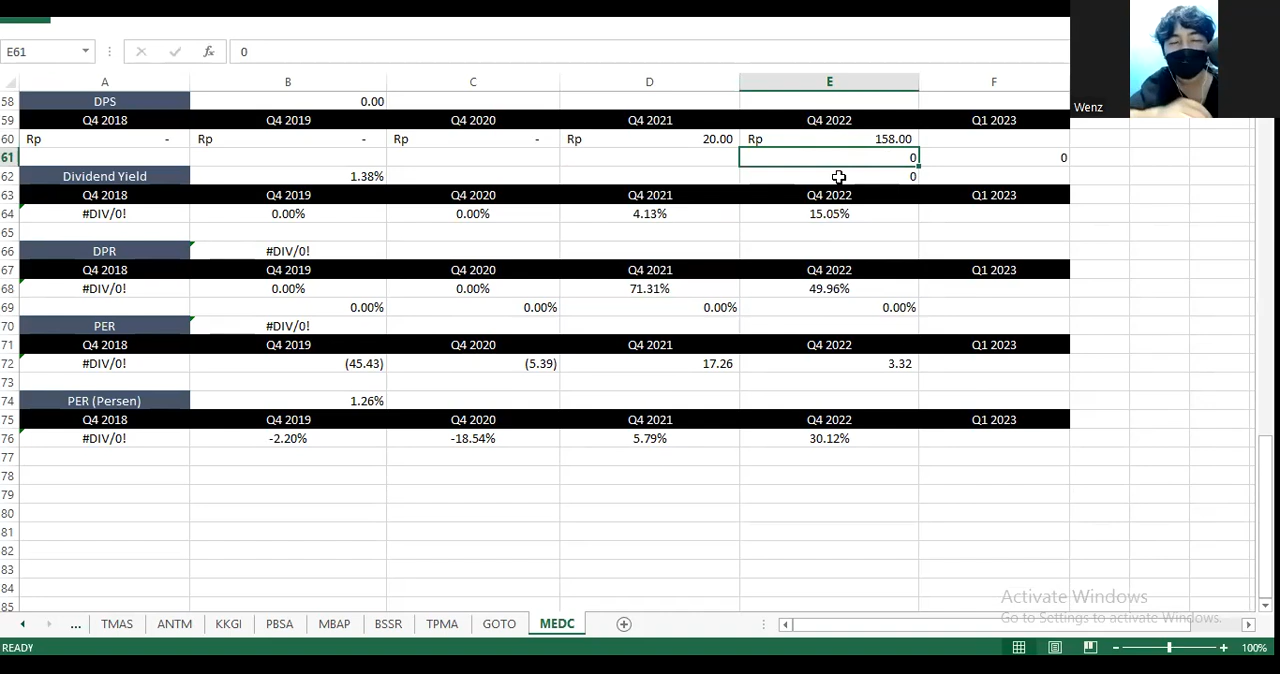 E61 fx 0
Wenz
A B C D E F
58 DPS 0.00
59 Q4 2018 Q4 2019 Q4 2020 Q4 2021 Q4 2022 Q1 2023
60 Rp - Rp - Rp - Rp 20.00 Rp 158.00
61 0 0
62 Dividend Yield 1.38% 0
63 Q4 2018 Q4 2019 Q4 2020 Q4 2021 Q4 2022 Q1 2023
64 #DIV/0! 0.00% 0.00% 4.13% 15.05%
65
66 DPR #DIV/0!
67 Q4 2018 Q4 2019 Q4 2020 Q4 2021 Q4 2022 Q1 2023
68 #DIV/0! 0.00% 0.00% 71.31% 49.96%
69 0.00% 0.00% 0.00% 0.00%
70 PER #DIV/0!
71 Q4 2018 Q4 2019 Q4 2020 Q4 2021 Q4 2022 Q1 2023
72 #DIV/0! (45.43) (5.39) 17.26 3.32
73
74 PER (Persen) 1.26%
75 Q4 2018 Q4 2019 Q4 2020 Q4 2021 Q4 2022 Q1 2023
76 #DIV/0! -2.20% -18.54% 5.79% 30.12%
77
78
79
80
81
82
83
84
85
Activate Windows
Go to Settings to activate Windows.
... TMAS ANTM KKGI PBSA MBAP BSSR TPMA GOTO MEDC
READY 100%